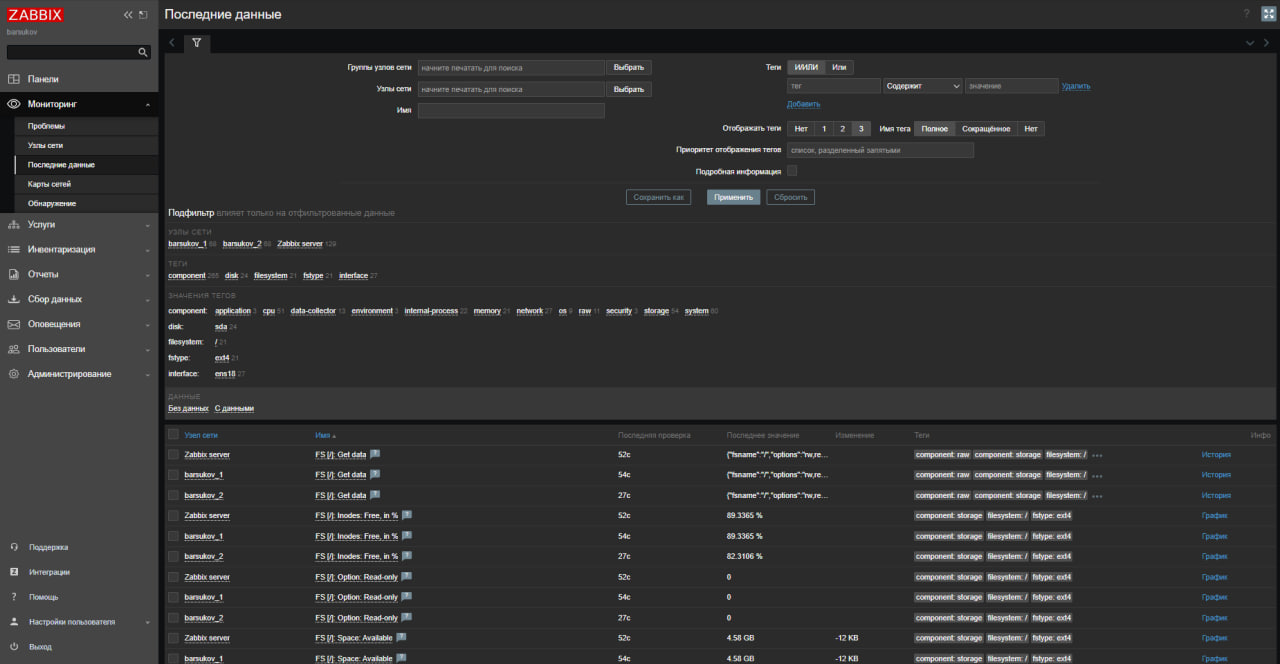 ZABBIX
barsukov
Панели
Мониторинг
Проблемы
Узлы сети
Последние данные
Карты сетей
Обнаружение
Услуги
Инвентаризация
Отчеты
Сбор данных
Оповещения
Пользователи
Администрирование
Поддержка
Интеграции
Помощь
Настройки пользователя
Выход
Последние данные
Группы узлов сети начните печатать для поиска Выбрать
Узлы сети начните печатать для поиска Выбрать
Имя
Теги И/ИЛИ Или
тег Содержит значение Удалить
Добавить
Отображать теги Нет 1 2 3 Имя тега Полное Сокращённое Нет
Приоритет отображения тегов список, разделенный запятыми
Подробная информация
Сохранить как Применить Сбросить
Подфильтр влияет только на отфильтрованные данные
УЗЛЫ СЕТИ
barsukov_1 68 barsukov_2 68 Zabbix server 129
ТЕГИ
component 265 disk 24 filesystem 21 fstype 21 interface 27
ЗНАЧЕНИЯ ТЕГОВ
component: application 3 cpu 51 data-collector 13 environment 3 internal-process 22 memory 21 network 27 os 9 raw 11 security 3 storage 54 system 60
disk: sda 24
filesystem: / 21
fstype: ext4 21
interface: ens18 27
ДАННЫЕ
Без данных С данными
Узел сети Имя Последняя проверка Последнее значение Изменение Теги Инфо
Zabbix server FS [/]: Get data ? 52с {"fsname":"/","options":"rw,re... component: raw component: storage filesystem: / ••• История
barsukov_1 FS [/]: Get data ? 54с {"fsname":"/","options":"rw,re... component: raw component: storage filesystem: / ••• История
barsukov_2 FS [/]: Get data ? 27с {"fsname":"/","options":"rw,re... component: raw component: storage filesystem: / ••• История
Zabbix server FS [/]: Inodes: Free, in % ? 52с 89.3365 % component: storage filesystem: / fstype: ext4 График
barsukov_1 FS [/]: Inodes: Free, in % ? 54с 89.3365 % component: storage filesystem: / fstype: ext4 График
barsukov_2 FS [/]: Inodes: Free, in % ? 27с 82.3106 % component: storage filesystem: / fstype: ext4 График
Zabbix server FS [/]: Option: Read-only ? 52с 0 component: storage filesystem: / fstype: ext4 График
barsukov_1 FS [/]: Option: Read-only ? 54с 0 component: storage filesystem: / fstype: ext4 График
barsukov_2 FS [/]: Option: Read-only ? 27с 0 component: storage filesystem: / fstype: ext4 График
Zabbix server FS [/]: Space: Available ? 52с 4.58 GB -12 KB component: storage filesystem: / fstype: ext4 График
barsukov_1 FS [/]: Space: Available ? 54с 4.58 GB -12 KB component: storage filesystem: / fstype: ext4 График